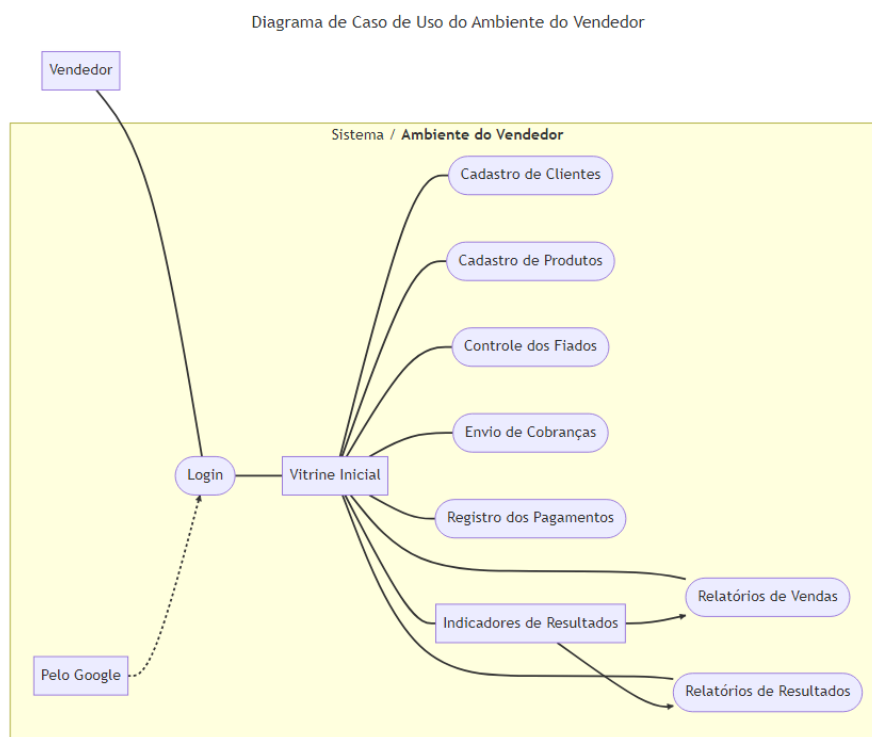 Diagrama de Caso de Uso do Ambiente do Vendedor
Vendedor
Sistema / Ambiente do Vendedor
Cadastro de Clientes
Cadastro de Produtos
Controle dos Fiados
Envio de Cobranças
Login
Vitrine Inicial
Registro dos Pagamentos
Relatórios de Vendas
Indicadores de Resultados
Pelo Google
Relatórios de Resultados